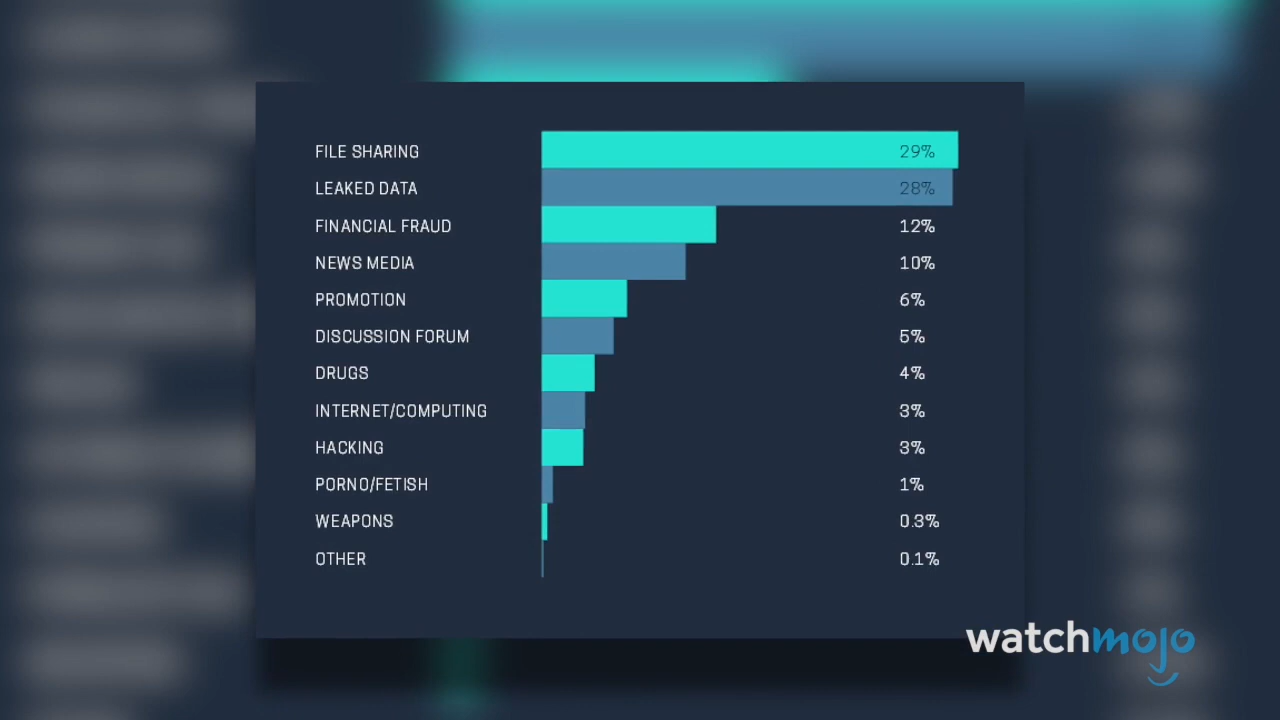 FILE SHARING 29%
LEAKED DATA 28%
FINANCIAL FRAUD 12%
NEWS MEDIA 10%
PROMOTION 6%
DISCUSSION FORUM 5%
DRUGS 4%
INTERNET/COMPUTING 3%
HACKING 3%
PORNO/FETISH 1%
WEAPONS 0.3%
OTHER 0.1%
watchmojo